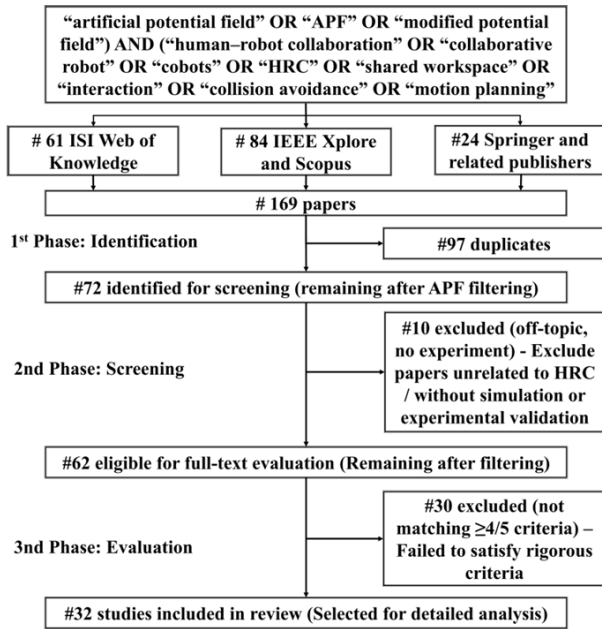 “artificial potential field” OR “APF” OR “modified potential
field”) AND (“human–robot collaboration” OR “collaborative
robot” OR “cobots” OR “HRC” OR “shared workspace” OR
“interaction” OR “collision avoidance” OR “motion planning”
# 61 ISI Web of
Knowledge
# 84 IEEE Xplore
and Scopus
#24 Springer and
related publishers
# 169 papers
1st Phase: Identification
#97 duplicates
#72 identified for screening (remaining after APF filtering)
2nd Phase: Screening
#10 excluded (off-topic,
no experiment) - Exclude
papers unrelated to HRC
/ without simulation or
experimental validation
#62 eligible for full-text evaluation (Remaining after filtering)
3nd Phase: Evaluation
#30 excluded (not
matching ≥4/5 criteria) –
Failed to satisfy rigorous
criteria
#32 studies included in review (Selected for detailed analysis)